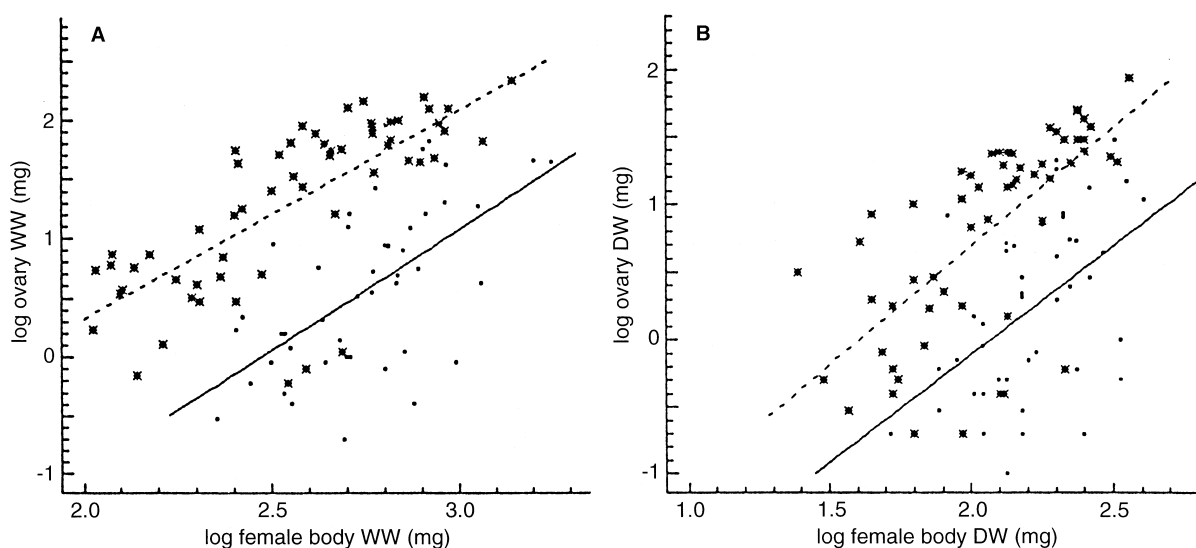 A
log ovary WW (mg)
2
1
0
-1
2.0 2.5 3.0
log female body WW (mg)
B
log ovary DW (mg)
2
1
0
-1
1.0 1.5 2.0 2.5
log female body DW (mg)